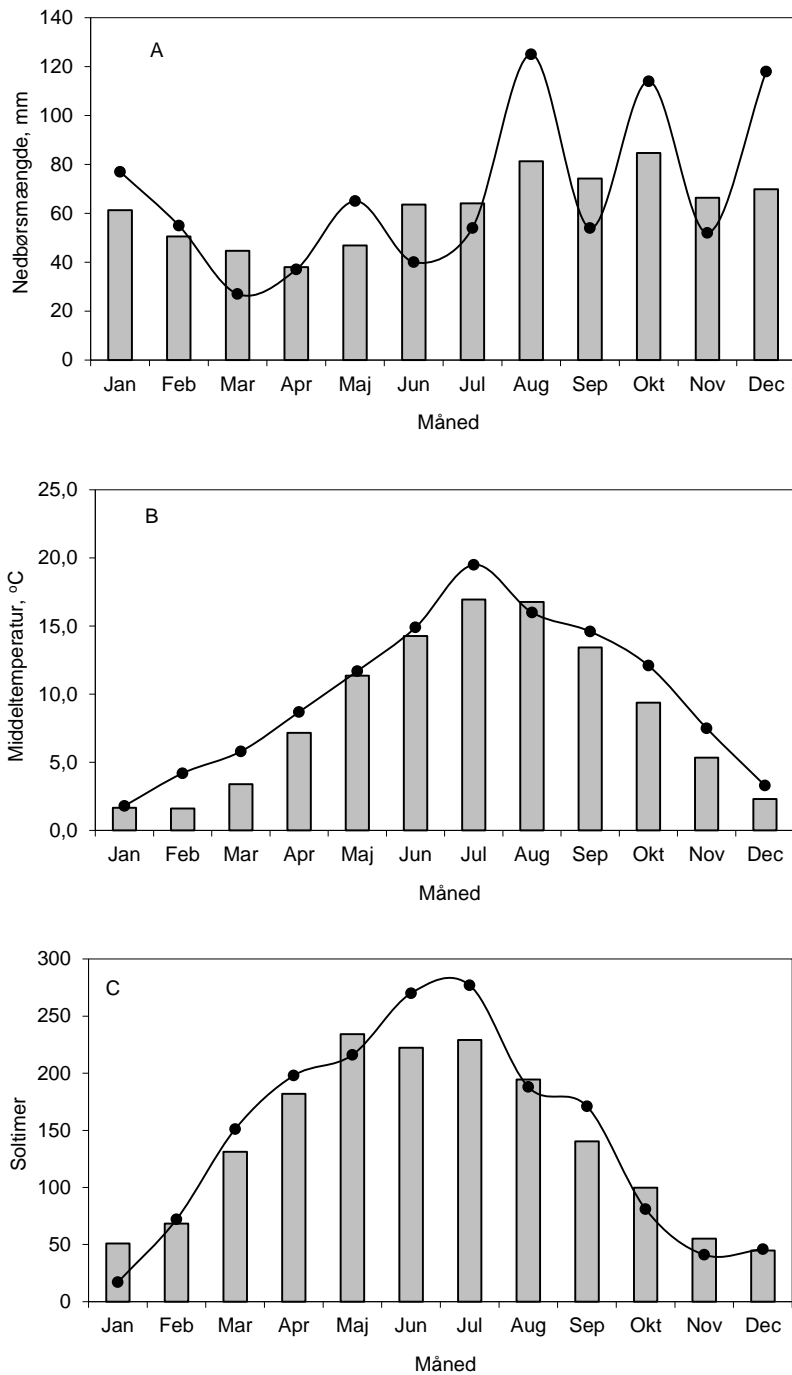 140
120
100
80
60
40
20
0
Nedbørsmængde, mm
A
Jan Feb Mar Apr Maj Jun Jul Aug Sep Okt Nov Dec
Måned
25,0
20,0
15,0
10,0
5,0
0,0
Middeltemperatur, ºC
B
Jan Feb Mar Apr Maj Jun Jul Aug Sep Okt Nov Dec
Måned
300
250
200
150
100
50
0
Soltimer
C
Jan Feb Mar Apr Maj Jun Jul Aug Sep Okt Nov Dec
Måned